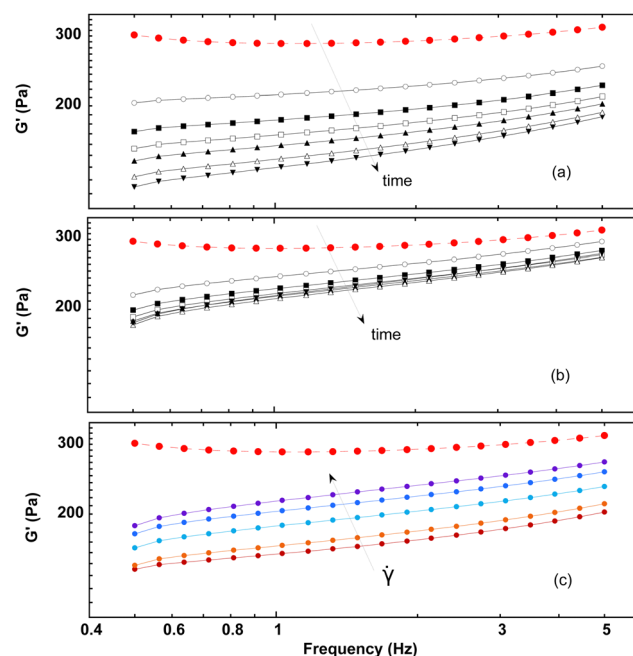 300
200
G' (Pa)
time
(a)
300
200
G' (Pa)
time
(b)
300
200
G' (Pa)
γ̇
(c)
0.4 0.6 0.8 1 3 5
Frequency (Hz)